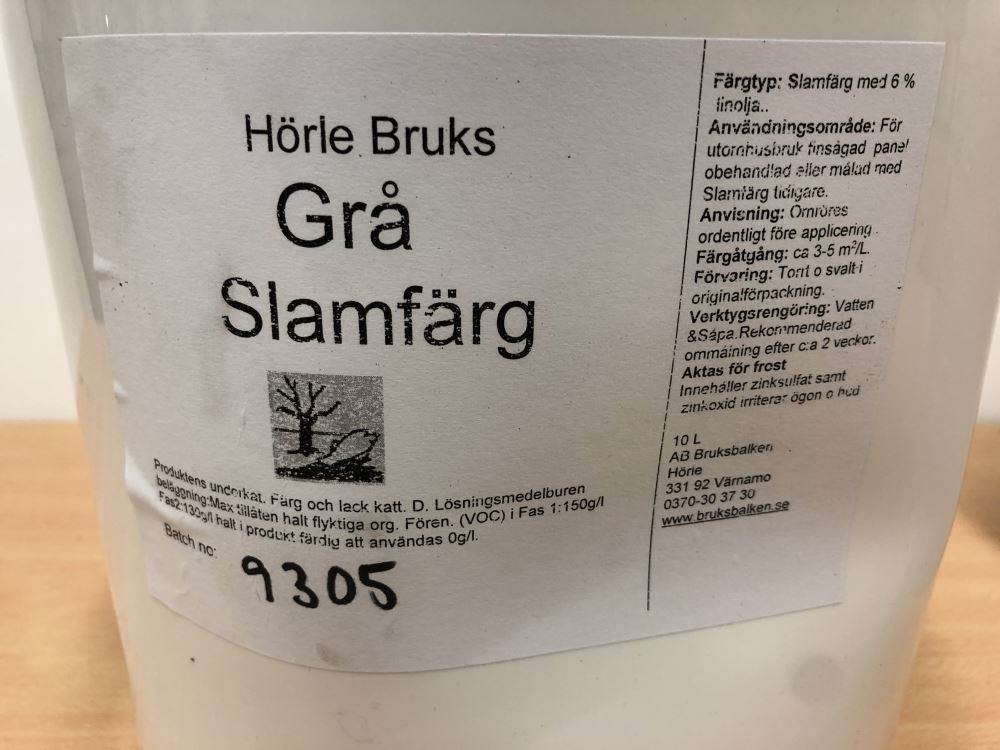 Hörle Bruks
Grå
Slamfärg
Produktens underkat. Färg och lack katt. D. Lösningsmedelburen
beläggning:Max tillåten halt flyktiga org. Fören. (VOC) i Fas 1:150g/l
Fas2:130g/l halt i produkt färdig att användas 0g/l.
Batch no:
9305
Färgtyp: Slamfärg med 6 %
linolja..
Användningsområde: För
utomhusbruk finsågad panel
obehandlad eller målad med
Slamfärg tidigare.
Anvisning: Omröres
ordentligt före applicering .
Färgåtgång: ca 3-5 m²/L.
Förvaring: Torrt o svalt i
originalförpackning.
Verktygsrengöring: Vatten
&Såpa.Rekommenderad
ommålning efter c:a 2 veckor.
Aktas för frost
Innehåller zinksulfat samt
zinkoxid irriterar ögon o hud
10 L
AB Bruksbalken
Hörle
331 92 Värnamo
0370-30 37 30
www.bruksbalken.se